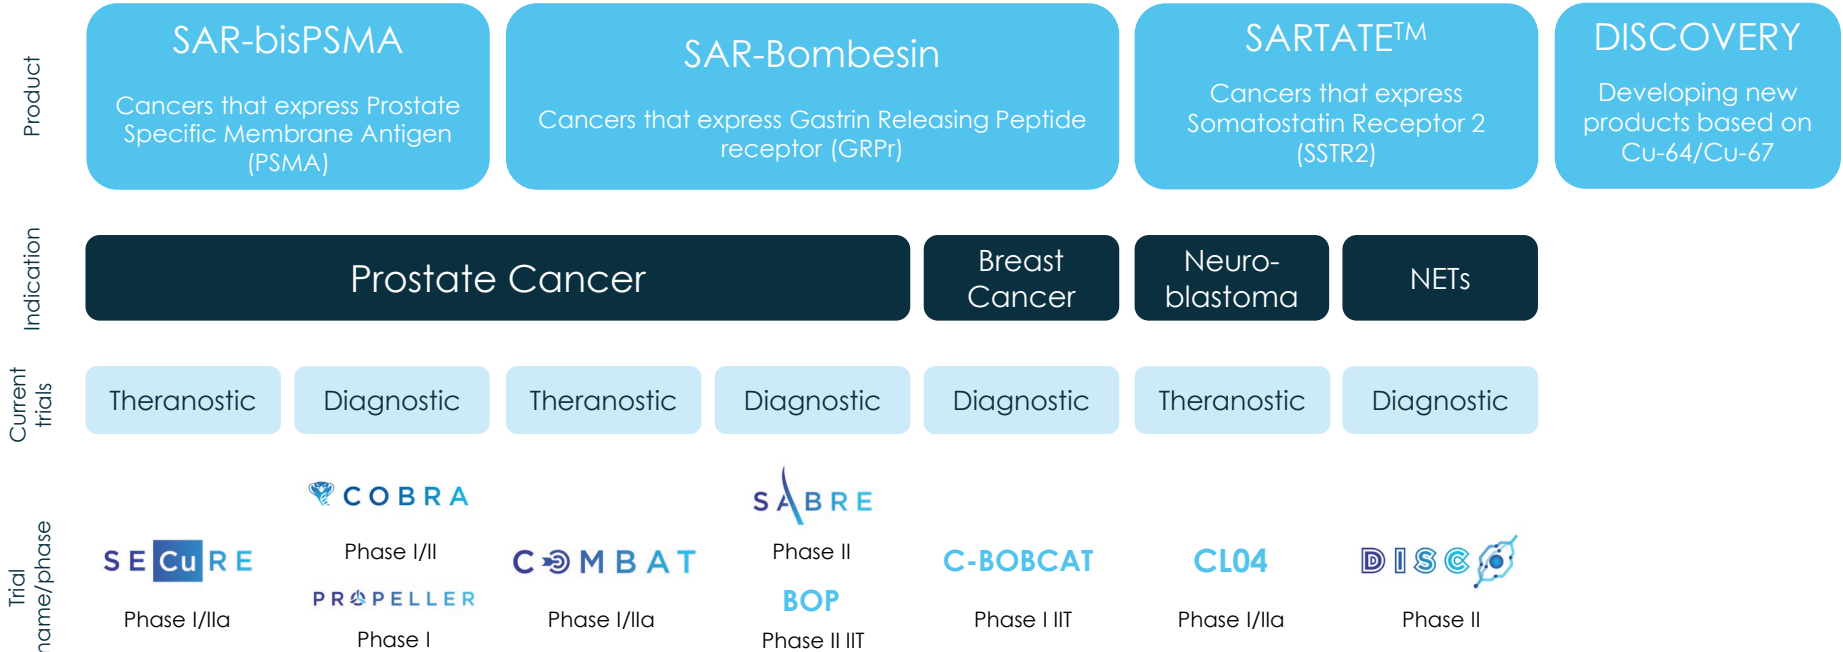 Product
SAR-bisPSMA
Cancers that express Prostate
Specific Membrane Antigen
(PSMA)
SAR-Bombesin
Cancers that express Gastrin Releasing Peptide
receptor (GRPr)
SARTATE™
Cancers that express
Somatostatin Receptor 2
(SSTR2)
DISCOVERY
Developing new
products based on
Cu-64/Cu-67
Indication
Prostate Cancer
Breast
Cancer
Neuro-
blastoma
NETs
Current
trials
Theranostic
Diagnostic
Theranostic
Diagnostic
Diagnostic
Theranostic
Diagnostic
Trial
name/phase
SECuRE
Phase I/IIa
COBRA
Phase I/II
PROPELLER
Phase I
COMBAT
Phase I/IIa
SABRE
Phase II
BOP
Phase II IIT
C-BOBCAT
Phase I IIT
CL04
Phase I/IIa
DISCO
Phase II